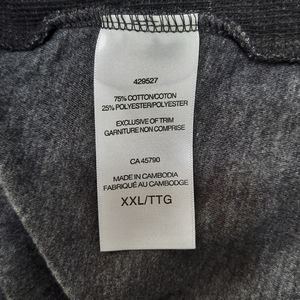 429527
75% COTTON/COTON
25% POLYESTER/POLYESTER
EXCLUSIVE OF TRIM
GARNITURE NON COMPRISE
CA 45790
MADE IN CAMBODIA
FABRIQUÉ AU CAMBODGE
XXL/TTG